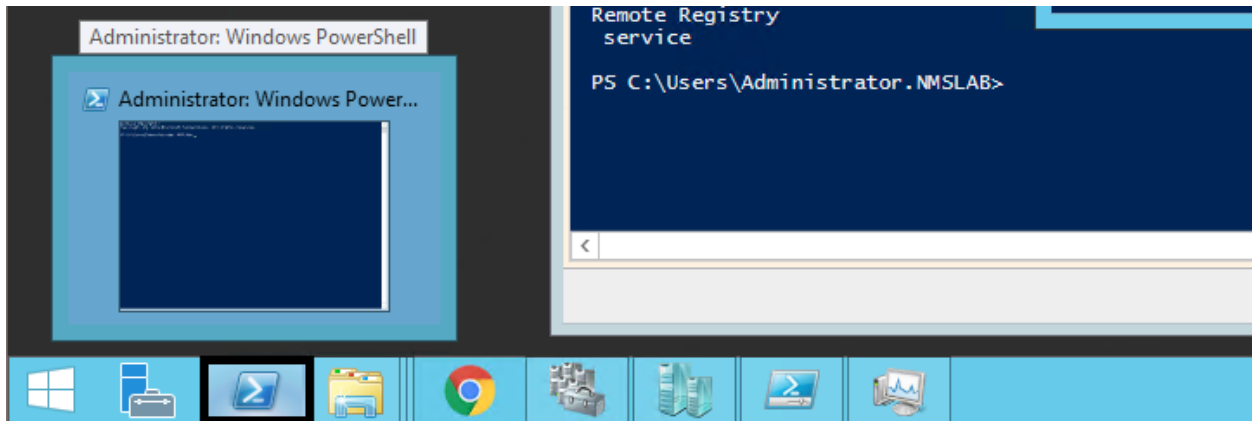 Administrator: Windows PowerShell
Administrator: Windows Power...
Remote Registry
service
PS C:\Users\Administrator.NMSLAB>